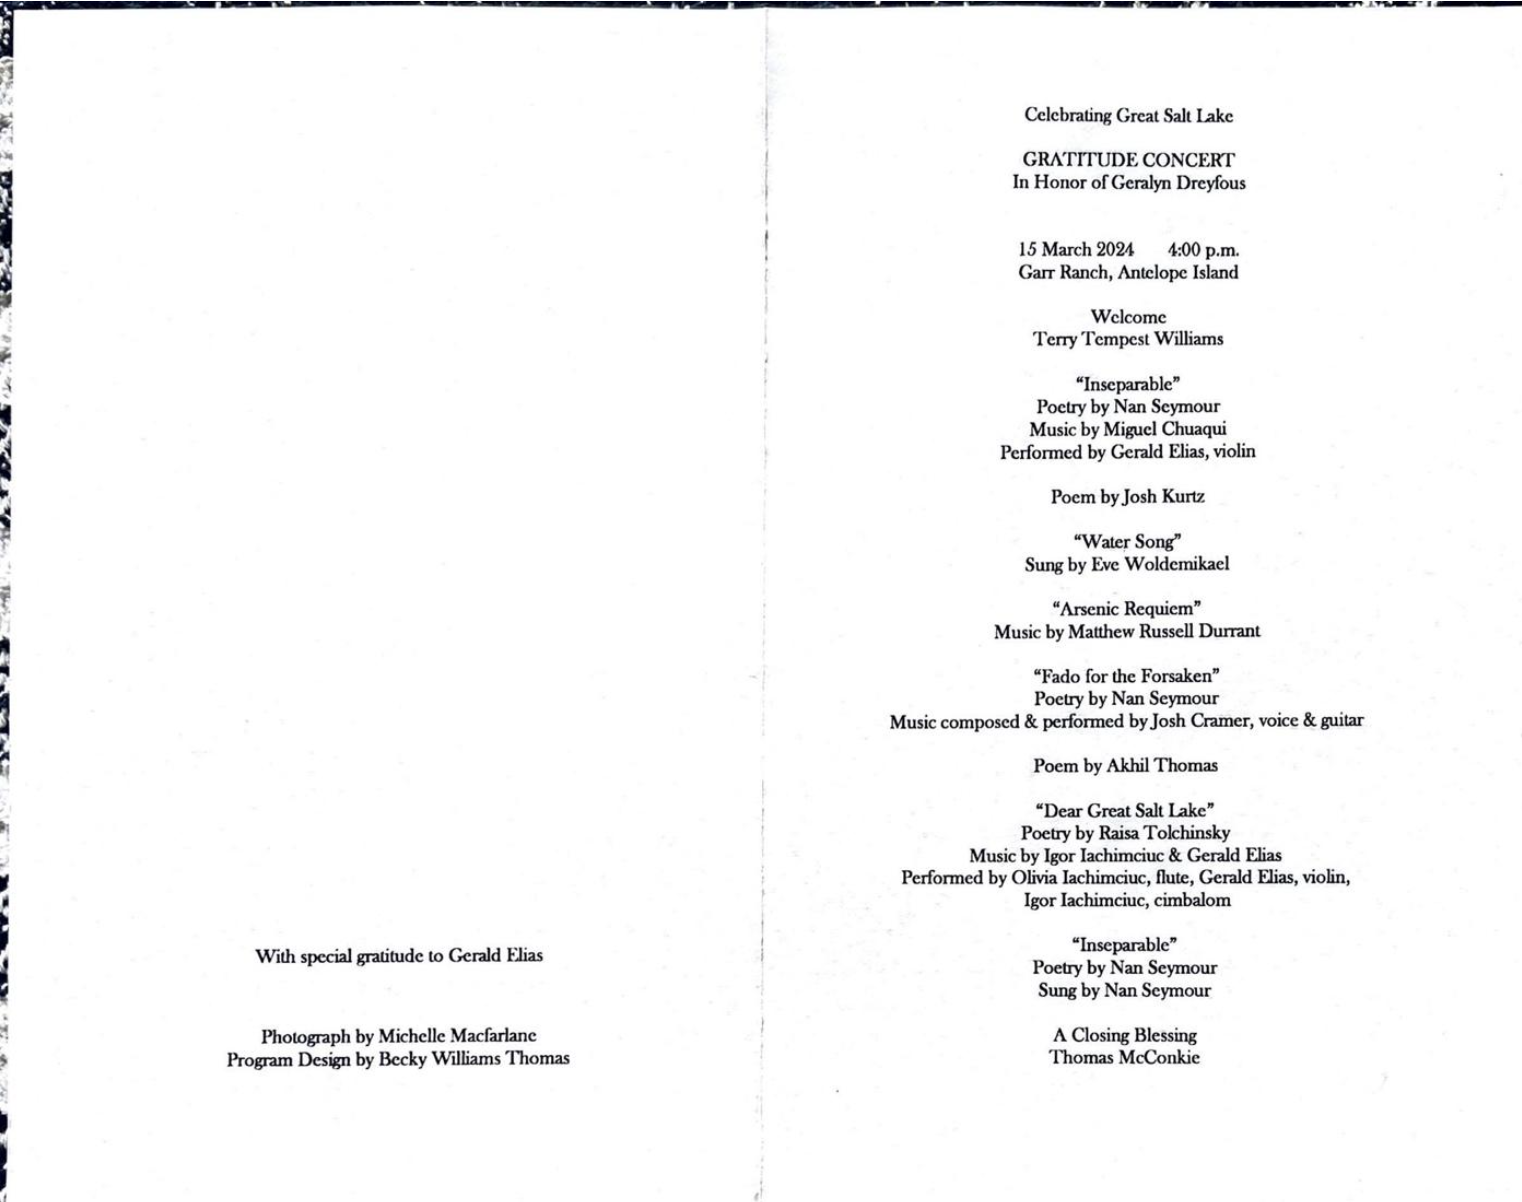 With special gratitude to Gerald Elias
Photograph by Michelle Macfarlane
Program Design by Becky Williams Thomas
Celebrating Great Salt Lake
GRATITUDE CONCERT
In Honor of Geralyn Dreyfous
15 March 2024 4:00 p.m.
Garr Ranch, Antelope Island
Welcome
Terry Tempest Williams
“Inseparable”
Poetry by Nan Seymour
Music by Miguel Chuaqui
Performed by Gerald Elias, violin
Poem by Josh Kurtz
“Water Song”
Sung by Eve Woldemikael
“Arsenic Requiem”
Music by Matthew Russell Durrant
“Fado for the Forsaken”
Poetry by Nan Seymour
Music composed & performed by Josh Cramer, voice & guitar
Poem by Akhil Thomas
“Dear Great Salt Lake”
Poetry by Raisa Tolchinsky
Music by Igor Iachimciuc & Gerald Elias
Performed by Olivia Iachimciuc, flute, Gerald Elias, violin,
Igor Iachimciuc, cimbalom
“Inseparable”
Poetry by Nan Seymour
Sung by Nan Seymour
A Closing Blessing
Thomas McConkie